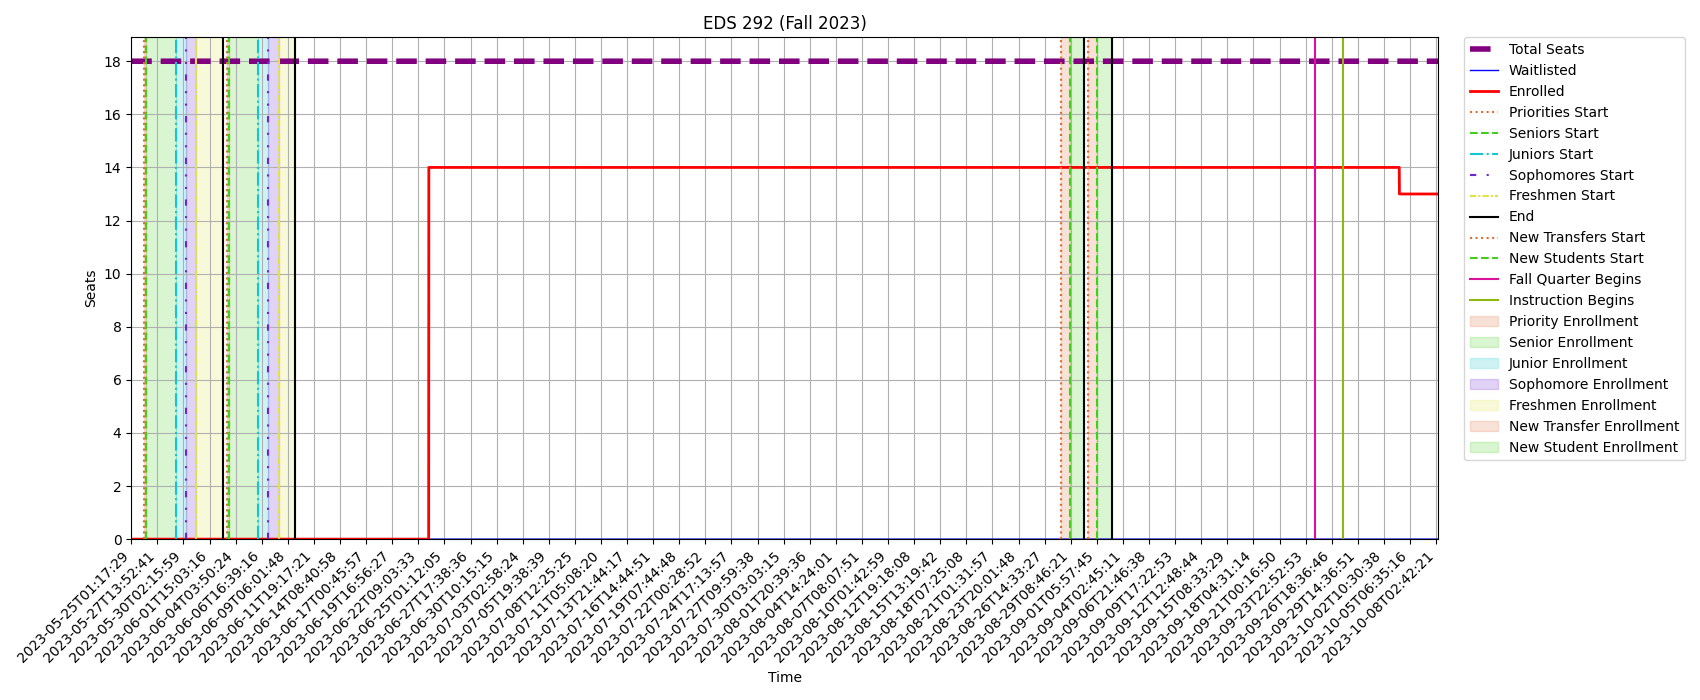 EDS 292 (Fall 2023)
Seats
18
16
14
12
10
8
6
4
2
0
2023-05-25T01:17:29
2023-05-27T13:52:41
2023-05-30T02:15:59
2023-06-01T15:03:16
2023-06-04T03:50:24
2023-06-06T16:39:16
2023-06-09T06:01:48
2023-06-11T19:17:21
2023-06-14T08:40:58
2023-06-17T00:45:57
2023-06-19T16:56:27
2023-06-22T09:03:33
2023-06-25T01:12:05
2023-06-27T17:38:36
2023-06-30T10:15:15
2023-07-03T02:58:24
2023-07-05T19:38:39
2023-07-08T12:25:25
2023-07-11T05:08:20
2023-07-13T21:44:17
2023-07-16T14:44:51
2023-07-19T07:44:48
2023-07-22T00:28:52
2023-07-24T17:13:57
2023-07-27T09:59:38
2023-07-30T03:03:15
2023-08-01T20:39:36
2023-08-04T14:24:01
2023-08-07T08:07:51
2023-08-10T01:42:59
2023-08-12T19:18:08
2023-08-15T13:19:42
2023-08-18T07:25:08
2023-08-21T01:31:57
2023-08-23T20:01:48
2023-08-26T14:33:27
2023-08-29T08:46:21
2023-09-01T05:57:45
2023-09-04T02:45:11
2023-09-06T21:46:38
2023-09-09T17:22:53
2023-09-12T12:48:44
2023-09-15T08:33:29
2023-09-18T04:31:14
2023-09-21T00:16:50
2023-09-23T22:52:53
2023-09-26T18:36:46
2023-09-29T14:36:51
2023-10-02T10:30:38
2023-10-05T06:35:16
2023-10-08T02:42:21
Time
Total Seats
Waitlisted
Enrolled
Priorities Start
Seniors Start
Juniors Start
Sophomores Start
Freshmen Start
End
New Transfers Start
New Students Start
Fall Quarter Begins
Instruction Begins
Priority Enrollment
Senior Enrollment
Junior Enrollment
Sophomore Enrollment
Freshmen Enrollment
New Transfer Enrollment
New Student Enrollment